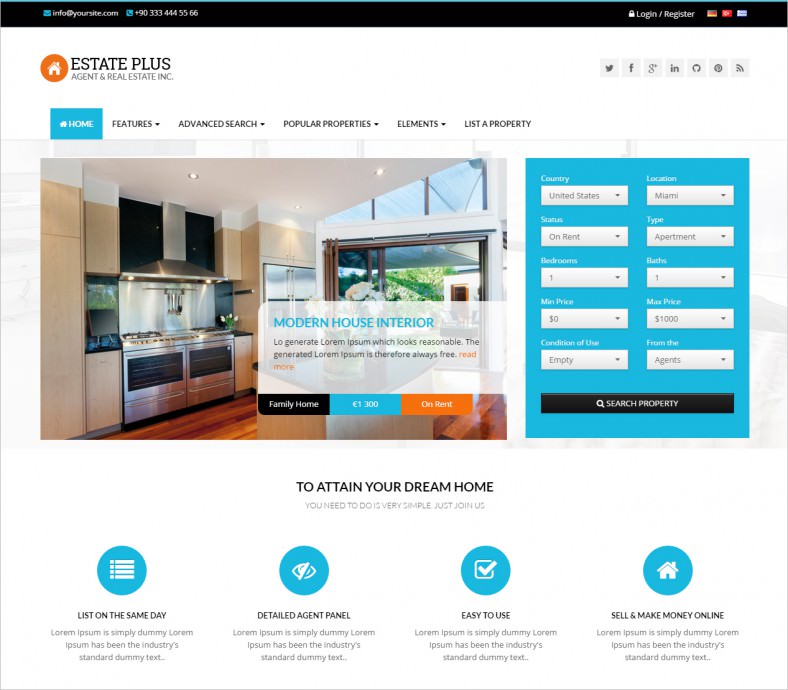 info@yoursite.com +90 333 444 55 66 Login / Register
ESTATE PLUS
AGENT & REAL ESTATE INC.
HOME FEATURES ADVANCED SEARCH POPULAR PROPERTIES ELEMENTS LIST A PROPERTY
MODERN HOUSE INTERIOR
Lo generate Lorem Ipsum which looks reasonable. The
generated Lorem Ipsum is therefore always free. read
more
Family Home €1 300 On Rent
Country Location
United States Miami
Status Type
On Rent Apertment
Bedrooms Baths
1 1
Min Price Max Price
$0 $1000
Condition of Use From the
Empty Agents
SEARCH PROPERTY
TO ATTAIN YOUR DREAM HOME
YOU NEED TO DO IS VERY SIMPLE. JUST JOIN US
LIST ON THE SAME DAY
Lorem Ipsum is simply dummy Lorem
Ipsum has been the industry's
standard dummy text..
DETAILED AGENT PANEL
Lorem Ipsum is simply dummy Lorem
Ipsum has been the industry's
standard dummy text..
EASY TO USE
Lorem Ipsum is simply dummy Lorem
Ipsum has been the industry's
standard dummy text..
SELL & MAKE MONEY ONLINE
Lorem Ipsum is simply dummy Lorem
Ipsum has been the industry's
standard dummy text..